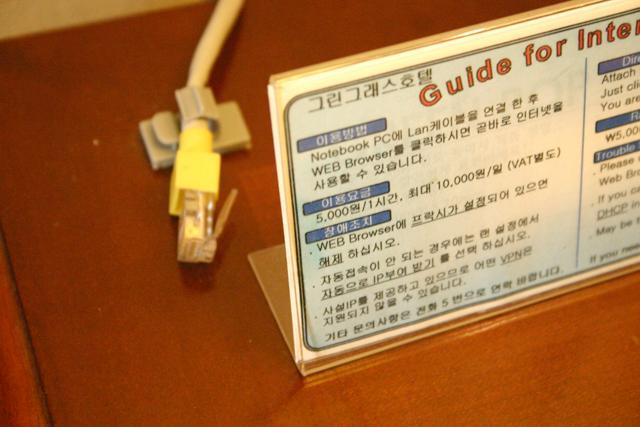 그린그래스호텔
Guide for Inter
이용방법
Notebook PC에 Lan케이블을 연결 한 후
WEB Browser를 클릭하시면 곧바로 인터넷을
사용할 수 있습니다.
이용요금
5,000원/1시간, 최대 10,000원/일 (VAT별도)
장애조치
WEB Browser에 프락시가 설정되어 있으면
해제 하십시오.
· 자동접속이 안 되는 경우에는 랜 설정에서
자동으로 IP부여 받기 를 선택 하십시오.
· 사설IP를 제공하고 있으므로 어떤 VPN은
지원되지 않을 수 있습니다.
기타 문의사항은 전화 5 번으로 연락 바랍니다.
Dire
Attach
Just cli
You ar
Ra
₩5,00
Trouble
· Please
Web Bro
· If you c
DHCP in
· May be
If you need